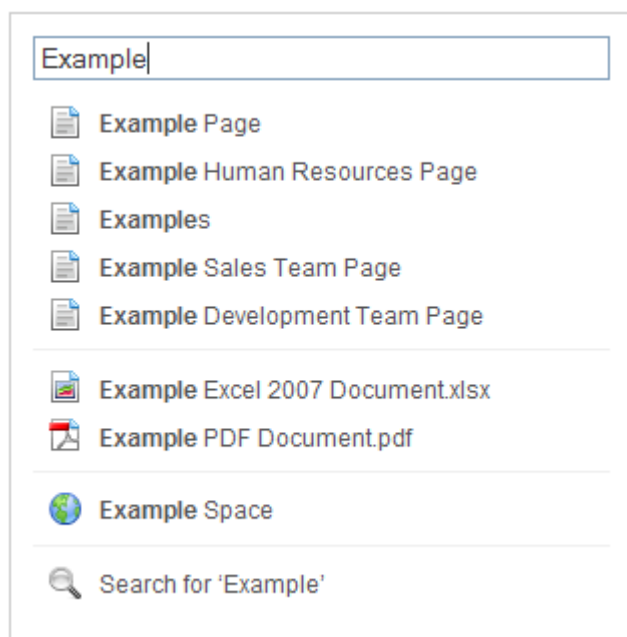 Example
Example Page
Example Human Resources Page
Examples
Example Sales Team Page
Example Development Team Page
Example Excel 2007 Document.xlsx
Example PDF Document.pdf
Example Space
Search for ‘Example’